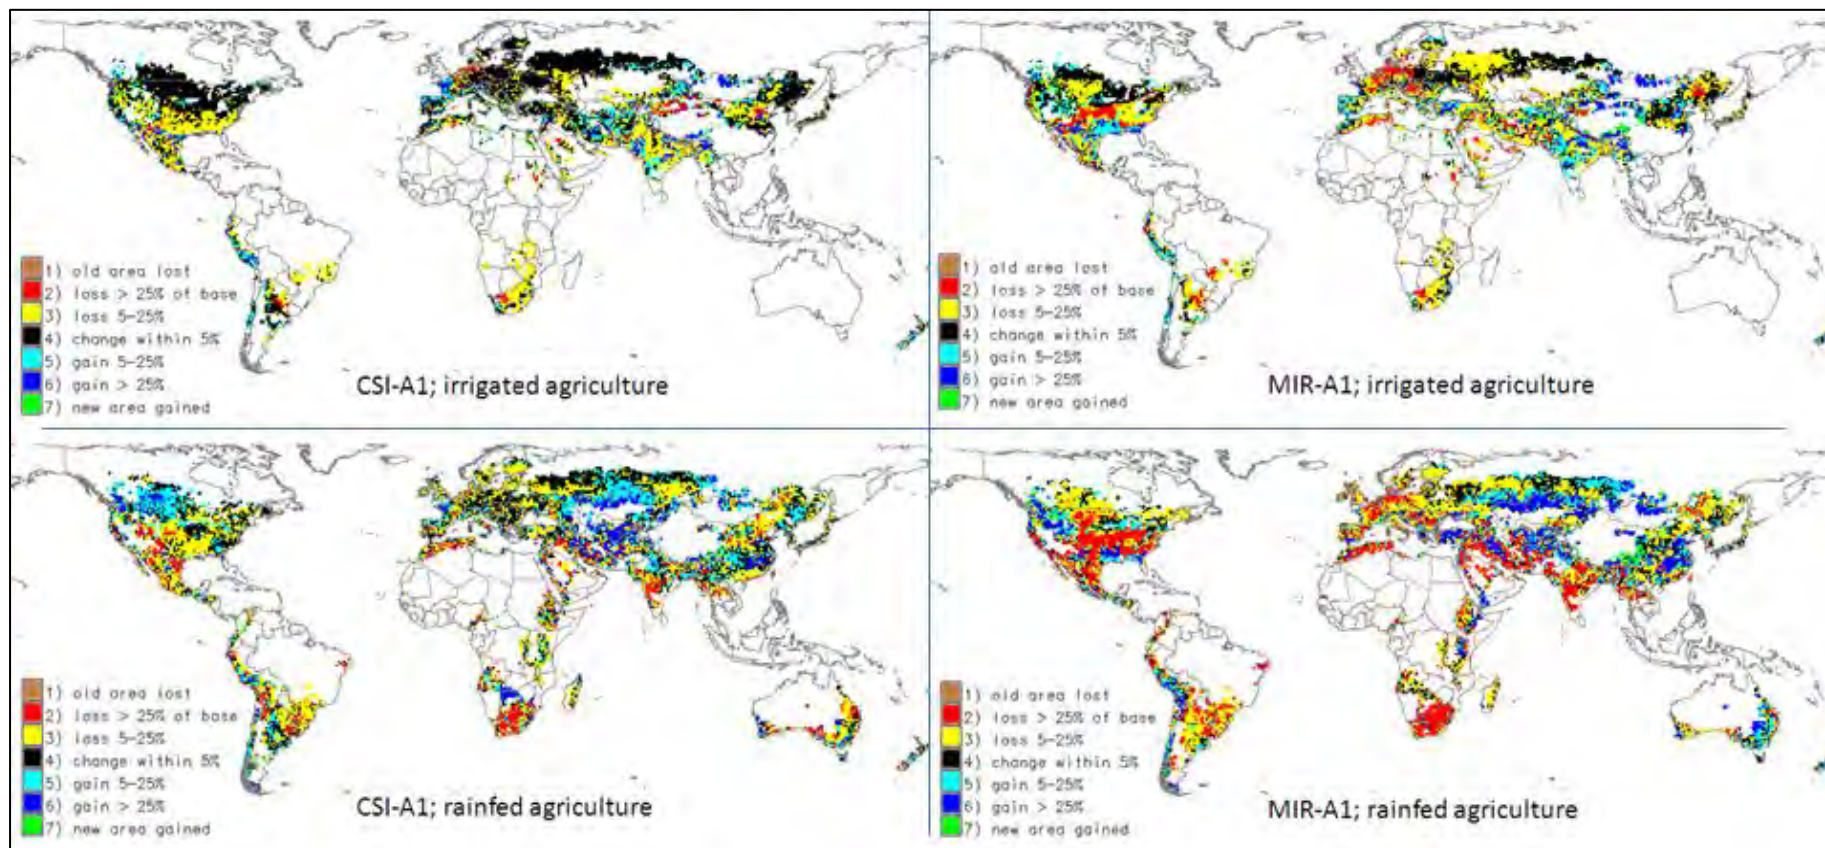 1) old area lost
2) loss > 25% of base
3) loss 5-25%
4) change within 5%
5) gain 5-25%
6) gain > 25%
7) new area gained
CSI-A1; irrigated agriculture
1) old area lost
2) loss > 25% of base
3) loss 5-25%
4) change within 5%
5) gain 5-25%
6) gain > 25%
7) new area gained
MIR-A1; irrigated agriculture
1) old area lost
2) loss > 25% of base
3) loss 5-25%
4) change within 5%
5) gain 5-25%
6) gain > 25%
7) new area gained
CSI-A1; rainfed agriculture
1) old area lost
2) loss > 25% of base
3) loss 5-25%
4) change within 5%
5) gain 5-25%
6) gain > 25%
7) new area gained
MIR-A1; rainfed agriculture